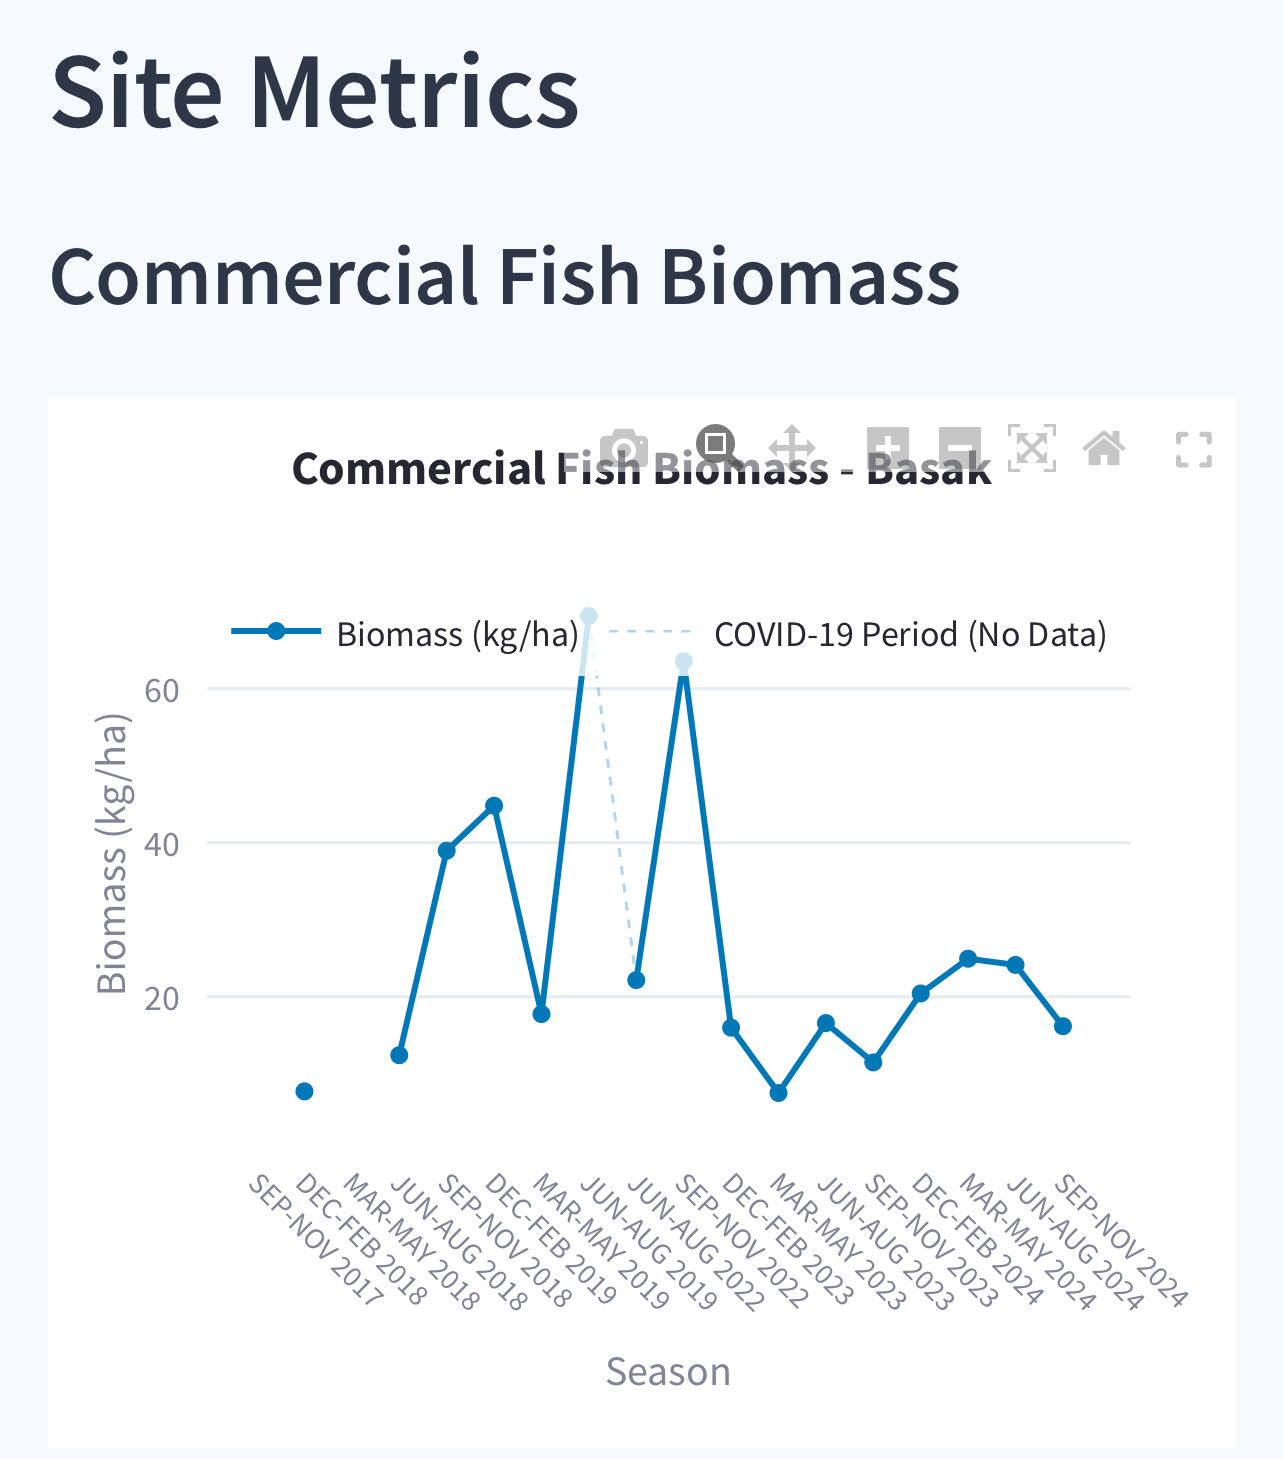 Site Metrics
Commercial Fish Biomass
Commercial Fish Biomass - Basak
Biomass (kg/ha)
COVID-19 Period (No Data)
Biomass (kg/ha)
60
40
20
SEP-NOV 2017
DEC-FEB 2018
MAR-MAY 2018
JUN-AUG 2018
SEP-NOV 2018
DEC-FEB 2019
MAR-MAY 2019
JUN-AUG 2019
JUN-AUG 2022
SEP-NOV 2022
DEC-FEB 2023
MAR-MAY 2023
JUN-AUG 2023
SEP-NOV 2023
DEC-FEB 2024
MAR-MAY 2024
JUN-AUG 2024
SEP-NOV 2024
Season